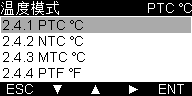 温度模式 PTC ℃
2.4.1 PTC ℃
2.4.2 NTC ℃
2.4.3 MTC ℃
2.4.4 PTF ℉
ESC ▼ ▲ ► ENT